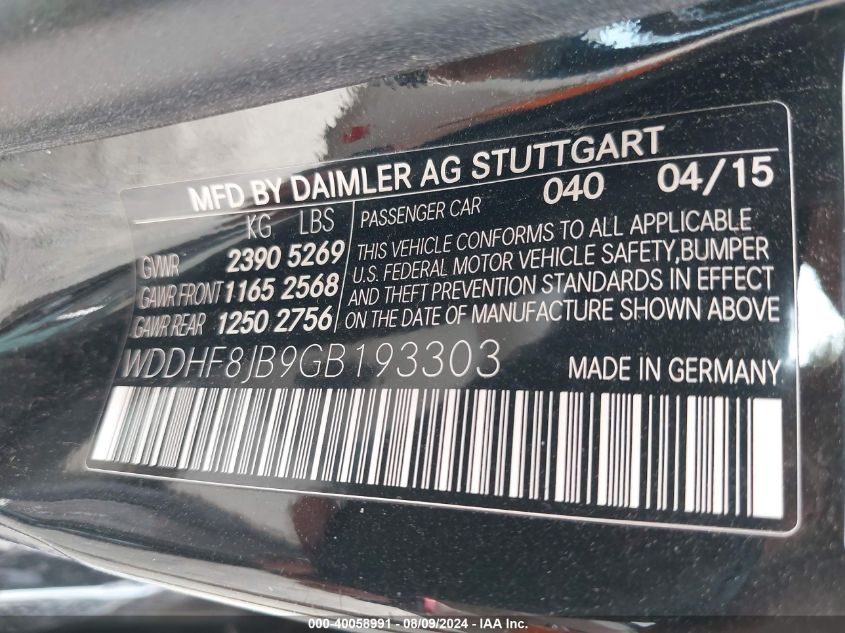 MFD BY DAIMLER AG STUTTGART
KG LBS PASSENGER CAR 040 04/15
GVWR 2390 5269
GAWR FRONT 1165 2568
GAWR REAR 1250 2756
THIS VEHICLE CONFORMS TO ALL APPLICABLE
U.S. FEDERAL MOTOR VEHICLE SAFETY,BUMPER
AND THEFT PREVENTION STANDARDS IN EFFECT
ON THE DATE OF MANUFACTURE SHOWN ABOVE
WDDHF8JB9GB193303 MADE IN GERMANY
000-40058991 - 08/09/2024 - IAA Inc.